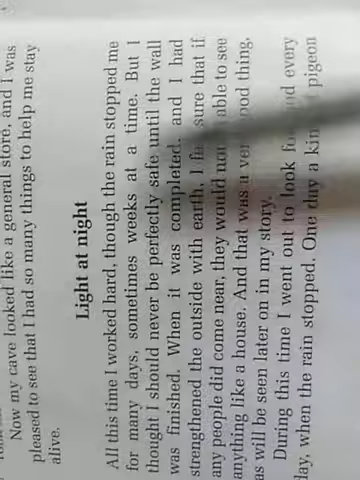 Now my cave looked like a general store, and I was
pleased to see that I had so many things to help me stay
alive.
Light at night
All this time I worked hard, though the rain stopped me
for many days, sometimes weeks at a time. But I
thought I should never be perfectly safe until the wall
was finished. When it was completed, and I had
strengthened the outside with earth, I sure that if
any people did come near, they would able to see
anything like a house. And that was a good thing,
as will be seen later on in my story.
During this time I went out to look and every
day, when the rain stopped. One day a pigeon